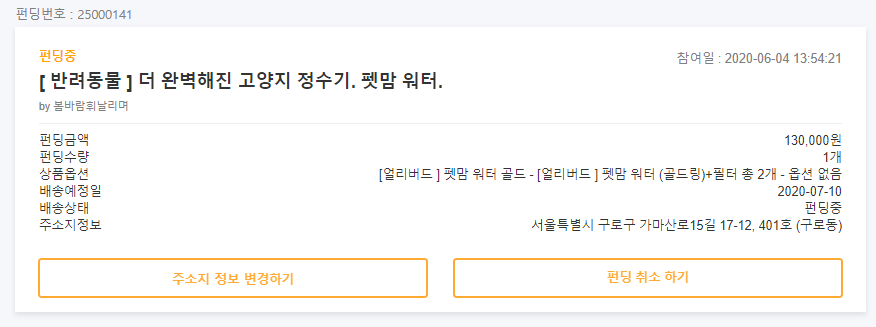 펀딩번호 : 25000141
펀딩중
참여일 : 2020-06-04 13:54:21
[ 반려동물 ] 더 완벽해진 고양지 정수기. 펫맘 워터.
by 봄바람휘날리며
펀딩금액 130,000원
펀딩수량 1개
상품옵션 [얼리버드 ] 펫맘 워터 골드 - [얼리버드 ] 펫맘 워터 (골드링)+필터 총 2개 - 옵션 없음
배송예정일 2020-07-10
배송상태 펀딩중
주소지정보 서울특별시 구로구 가마산로15길 17-12, 401호 (구로동)
주소지 정보 변경하기 펀딩 취소 하기